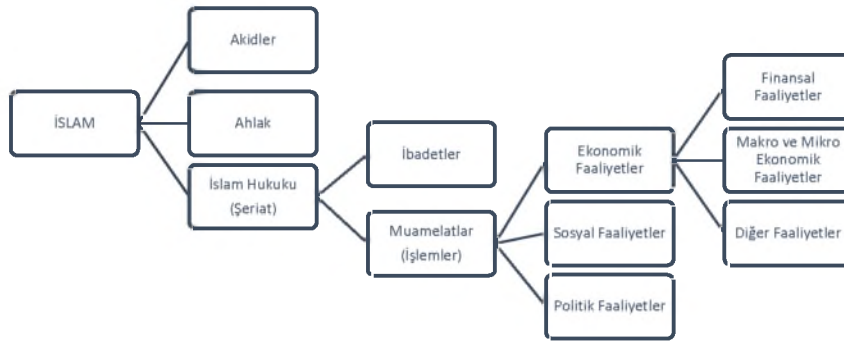 İSLAM
Akidler
Ahlak
İslam Hukuku
(Şeriat)
İbadetler
Muamelatlar
(İşlemler)
Ekonomik
Faaliyetler
Sosyal Faaliyetler
Politik Faaliyetler
Finansal
Faaliyetler
Makro ve Mikro
Ekonomik
Faaliyetler
Diğer Faaliyetler